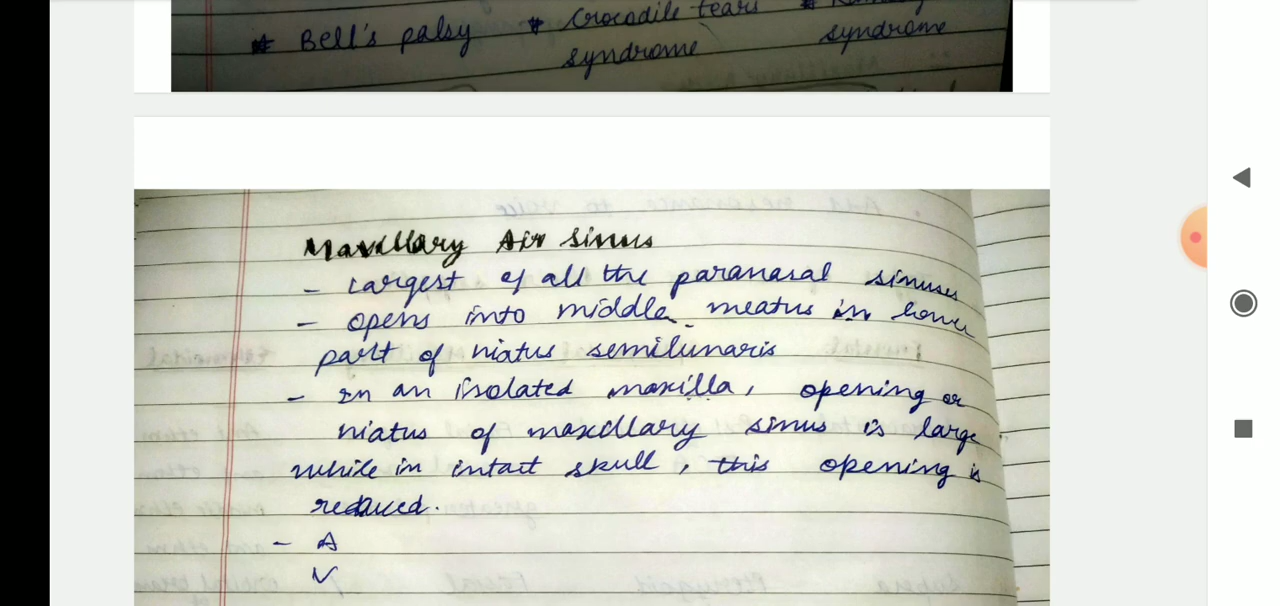 * Bell's palsy * Crocodile tears *
syndrome syndrome
Maxillary Air Sinus
- Largest of all the paranasal sinuses
- opens into middle meatus in lower
part of hiatus semilunaris
- In an isolated maxilla, opening or
hiatus of maxillary sinus is large
while in intact skull, this opening is
reduced.
- A
V